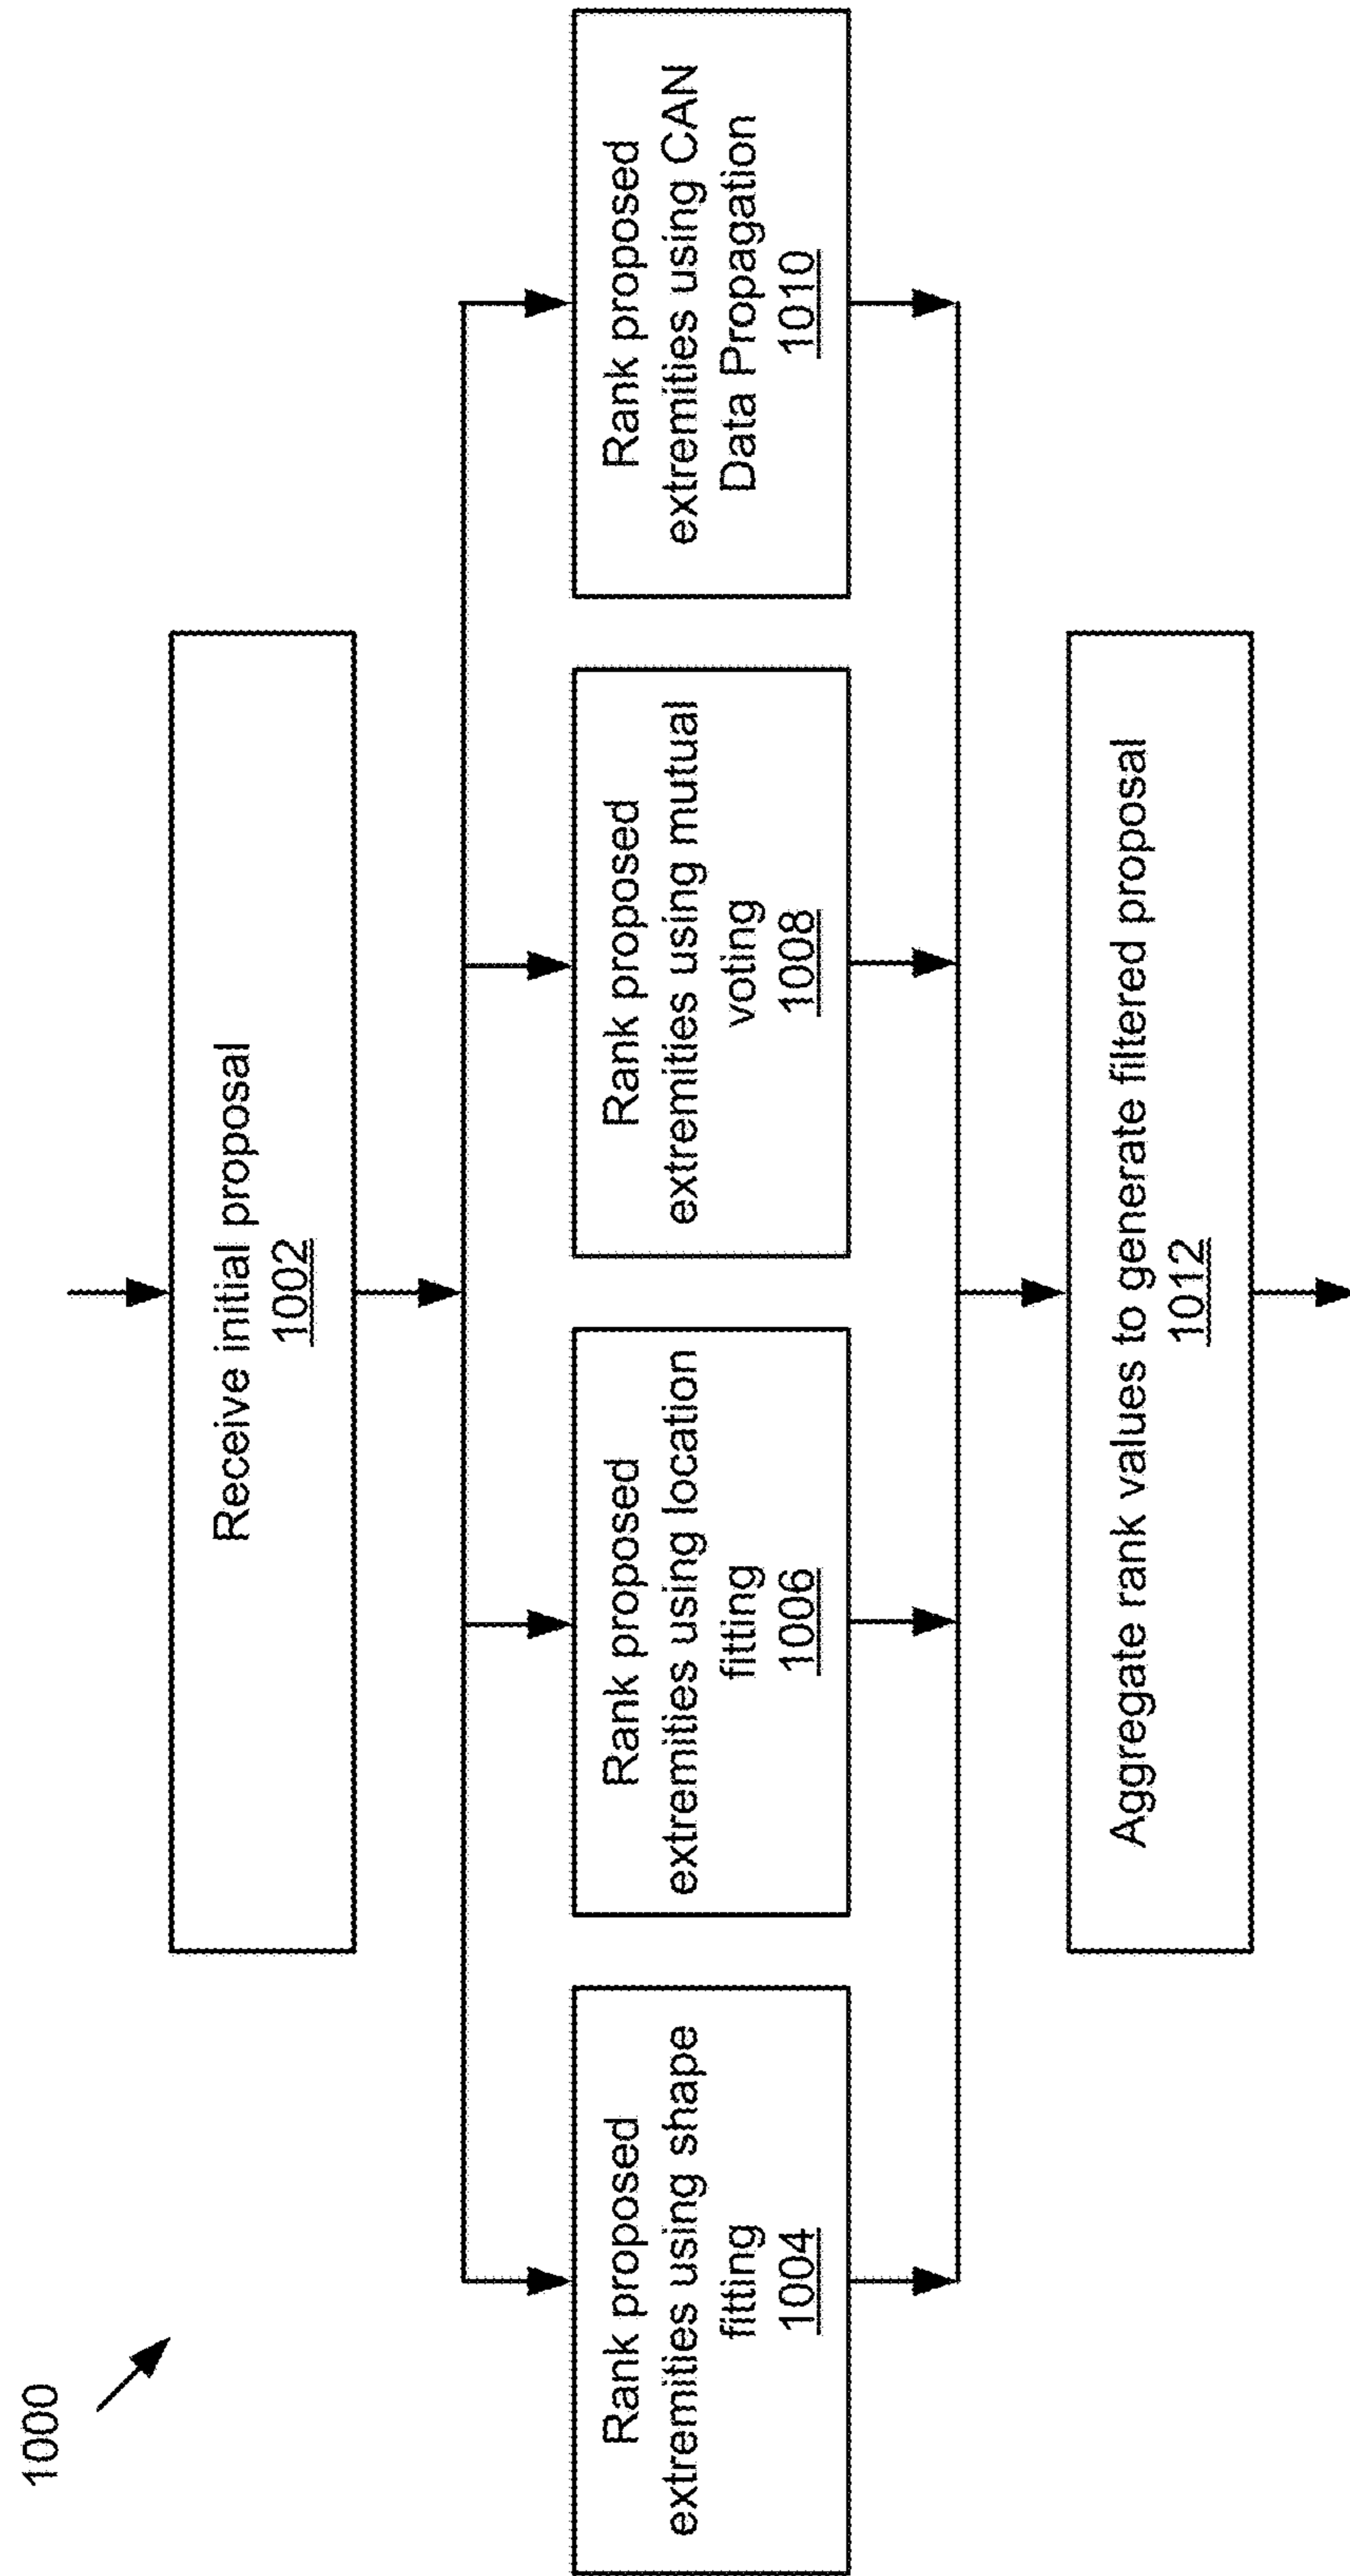 1000
Receive initial proposal
1002
Rank proposed
extremities using shape
fitting
1004
Rank proposed
extremities using location
fitting
1006
Rank proposed
extremities using mutual
voting
1008
Rank proposed
extremities using CAN
Data Propagation
1010
Aggregate rank values to generate filtered proposal
1012